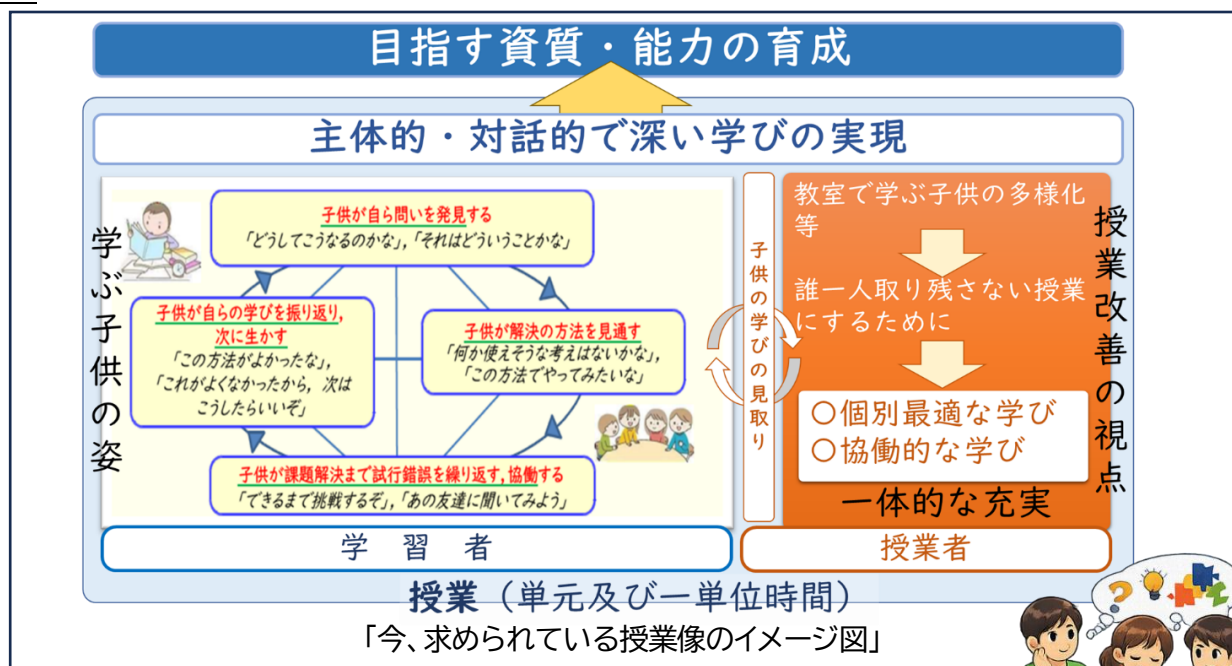 目指す資質・能力の育成
主体的・対話的で深い学びの実現
学ぶ子供の姿
子供が自ら問いを発見する
「どうしてこうなるのかな」,「それはどういうことかな」
子供が自らの学びを振り返り,
次に生かす
「この方法がよかったな」,
「これがよくなかったから, 次は
こうしたらいいぞ」
子供が解決の方法を見通す
「何か使えそうな考えはないかな」,
「この方法でやってみたいな」
子供が課題解決まで試行錯誤を繰り返す,協働する
「できるまで挑戦するぞ」,「あの友達に聞いてみよう」
子供の学びの見取り
教室で学ぶ子供の多様化
等
誰一人取り残さない授業
にするために
〇個別最適な学び
〇協働的な学び
一体的な充実
授業改善の視点
学 習 者
授業者
授業（単元及び一単位時間）
「今、求められている授業像のイメージ図」
?